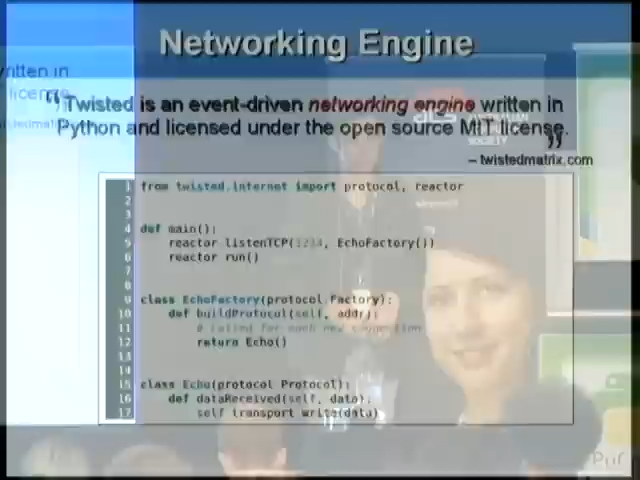 Networking Engine
“Twisted is an event-driven networking engine written in
Python and licensed under the open source MIT license.”
– twistedmatrix.com
1 from twisted.internet import protocol, reactor
2
3
4 def main():
5 reactor listenTCP(1234, EchoFactory())
6 reactor run()
7
8
9 class EchoFactory(protocol.Factory):
10 def buildProtocol(self, addr):
11 # Called for each new connection
12 return Echo()
13
14
15 class Echo(protocol Protocol):
16 def dataReceived(self, data):
17 self transport write(data)
written in
license
SOCIETY